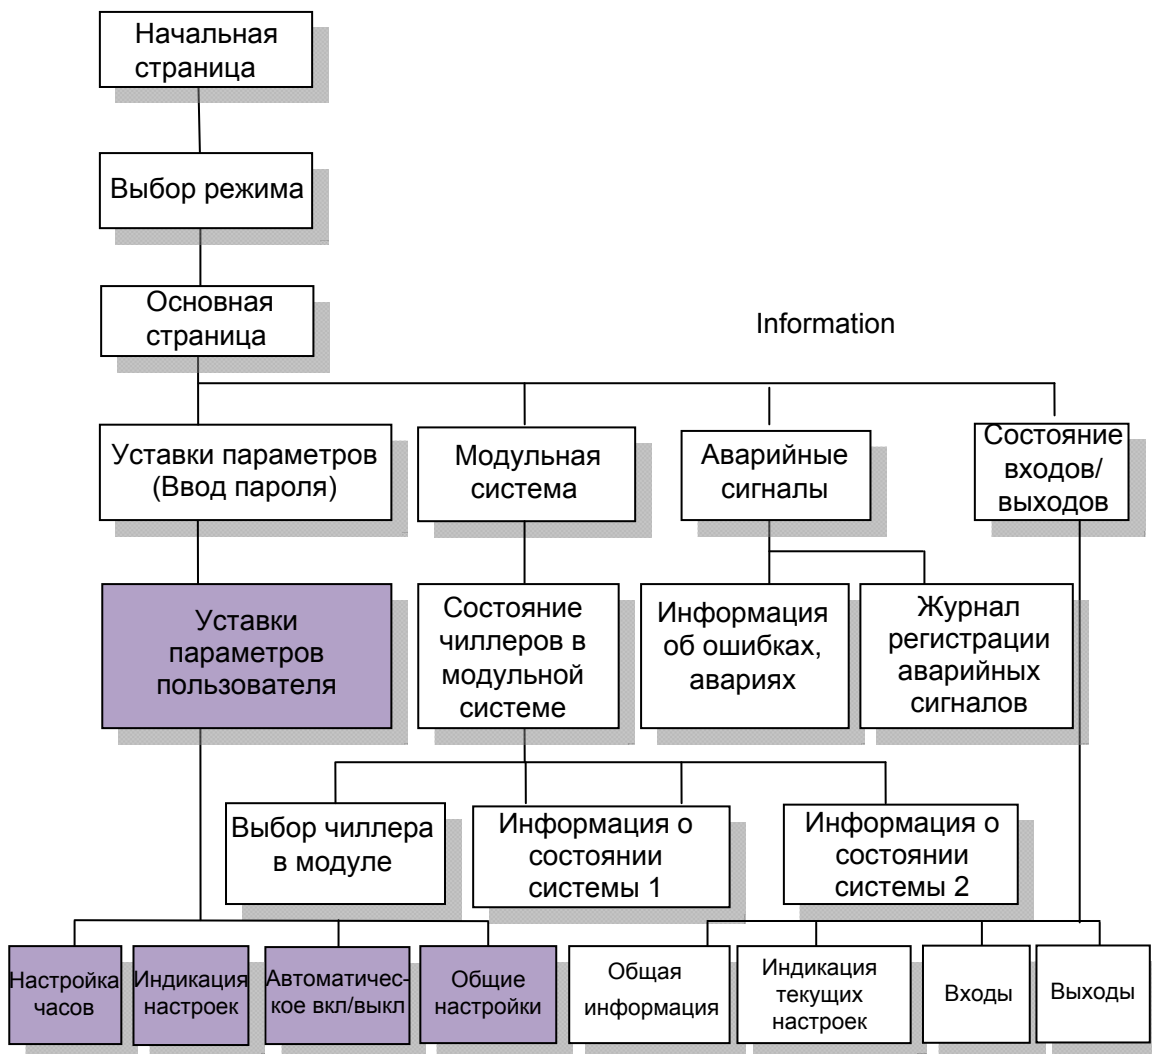 Начальная
страница
Выбор режима
Основная
страница
Information
Уставки параметров
(Ввод пароля)
Модульная
система
Аварийные
сигналы
Состояние
входов/
выходов
Уставки
параметров
пользователя
Состояние
чиллеров в
модульной
системе
Информация
об ошибках,
авариях
Журнал
регистрации
аварийных
сигналов
Выбор чиллера
в модуле
Информация о
состоянии
системы 1
Информация о
состоянии
системы 2
Настройка
часов
Индикация
настроек
Автоматичес-
кое вкл/выкл
Общие
настройки
Общая
информация
Индикация
текущих
настроек
Входы
Выходы